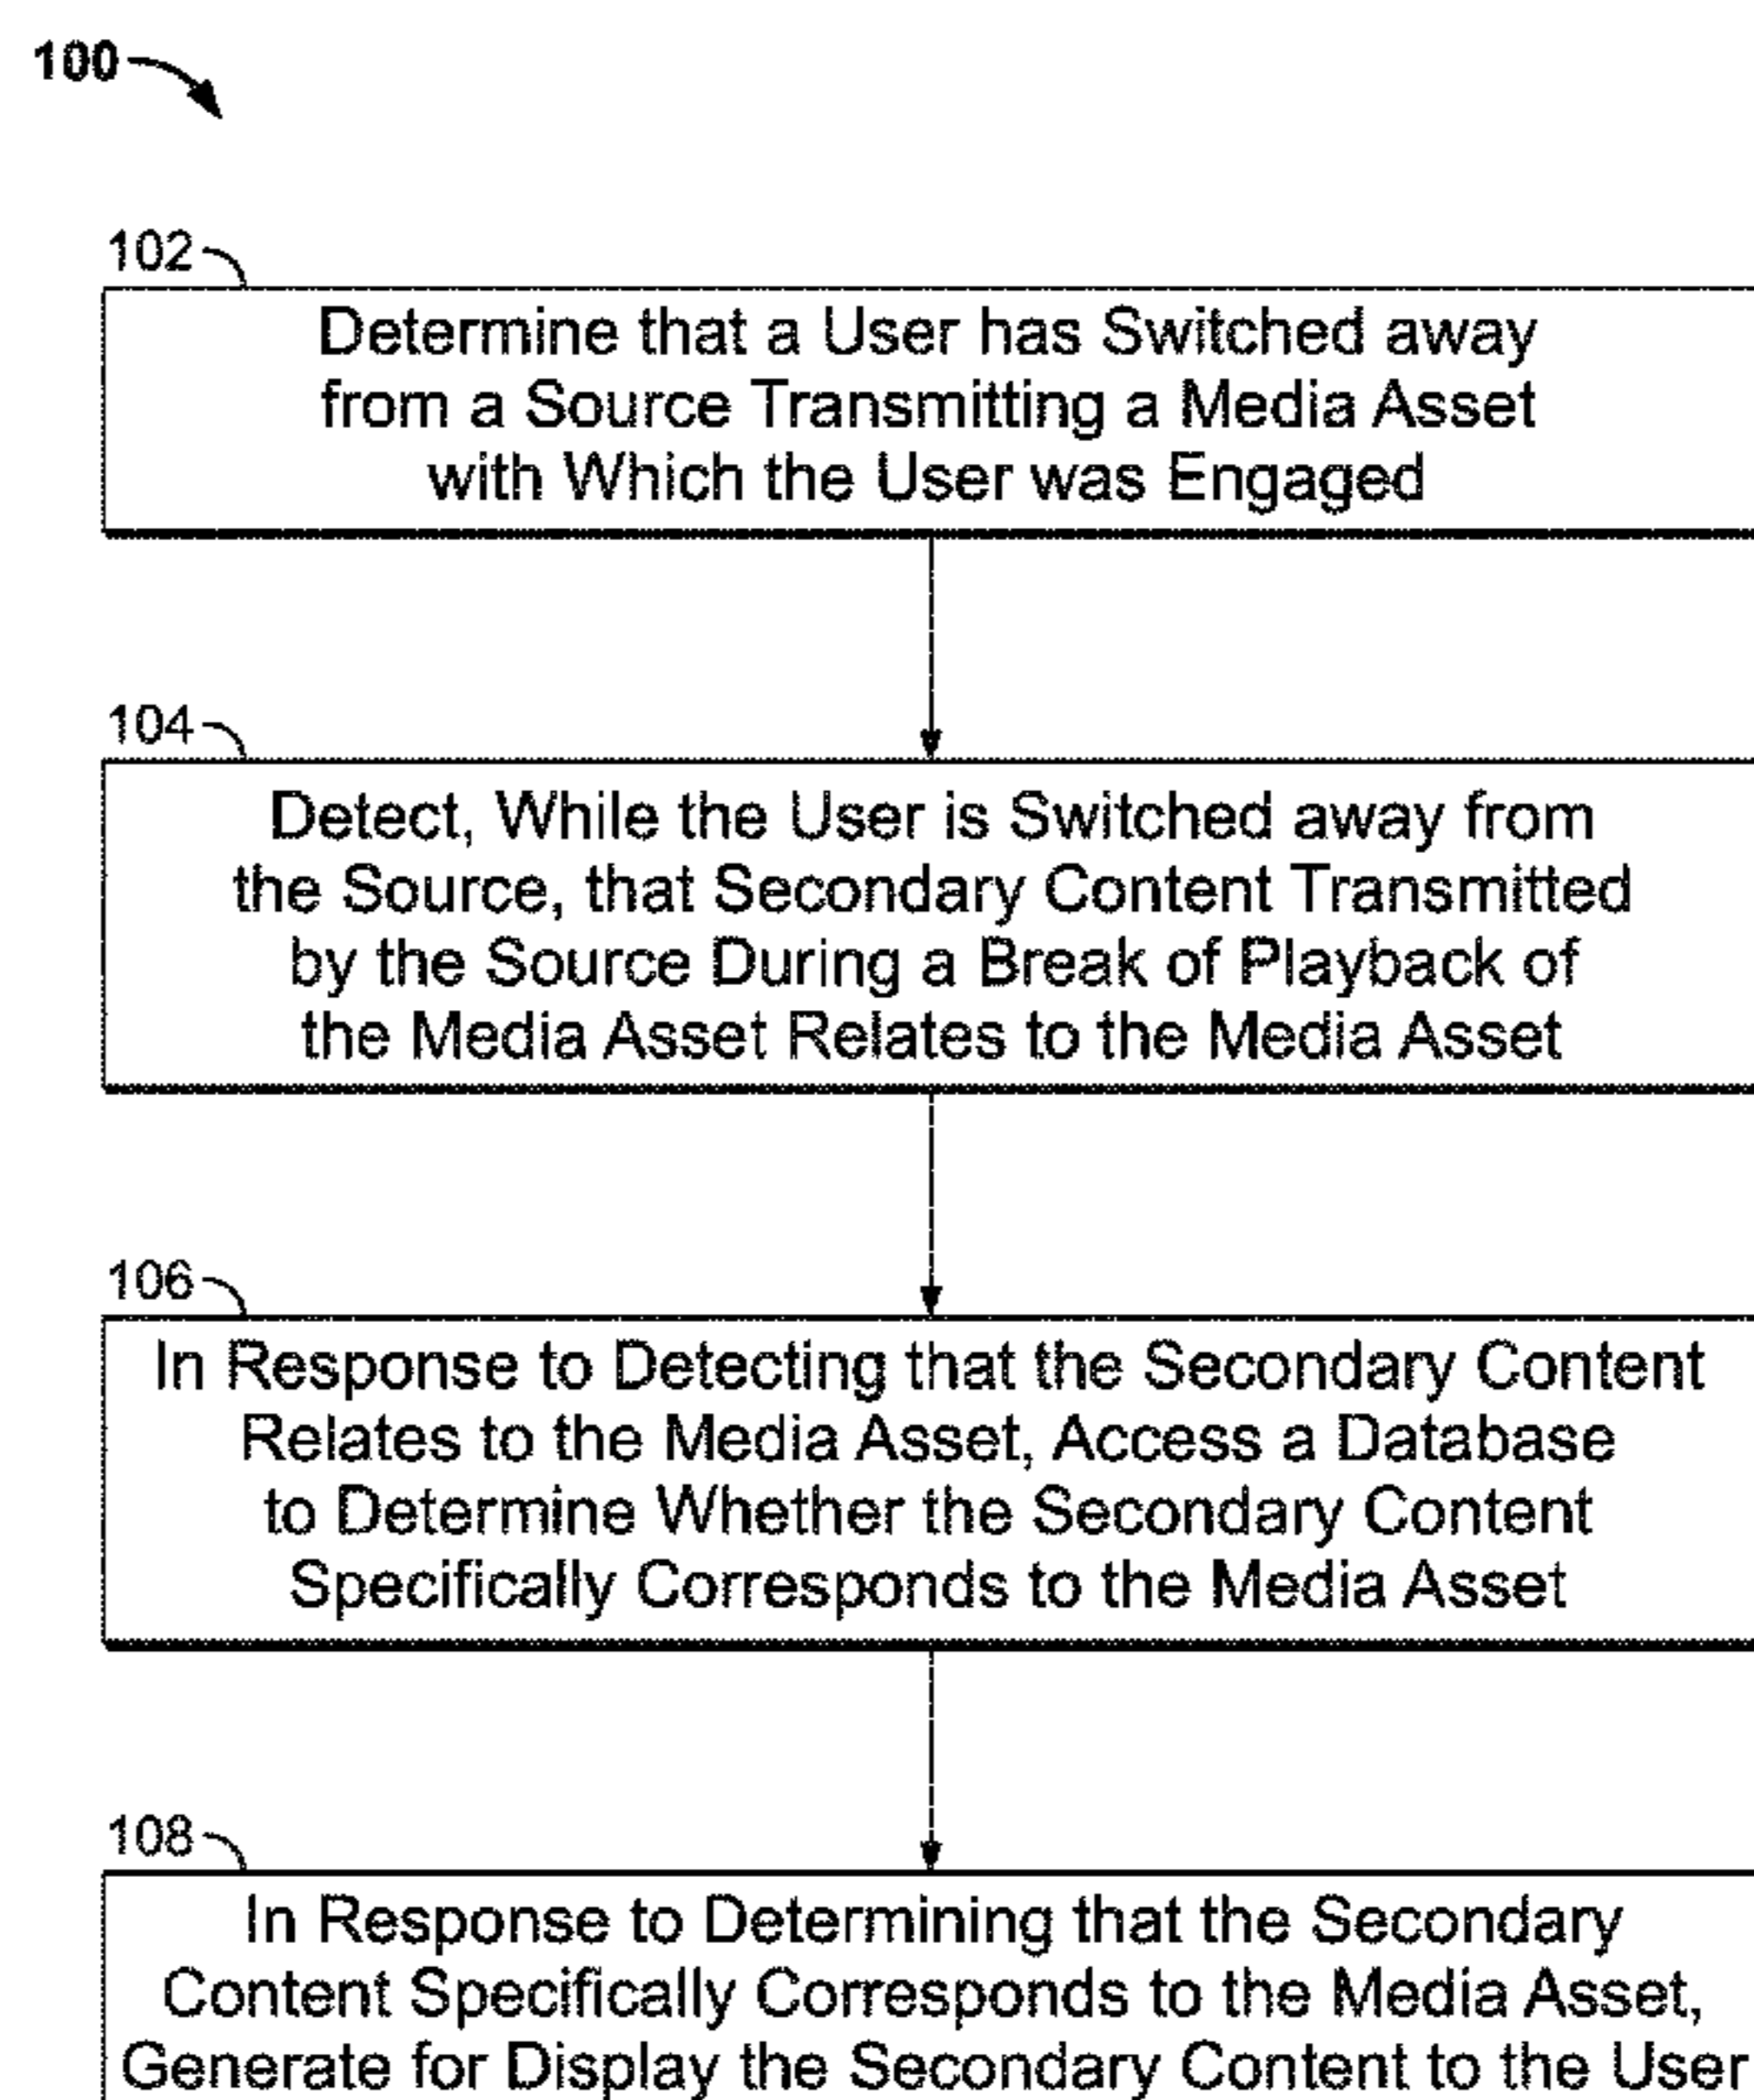 100
102
Determine that a User has Switched away
from a Source Transmitting a Media Asset
with Which the User was Engaged
104
Detect, While the User is Switched away from
the Source, that Secondary Content Transmitted
by the Source During a Break of Playback of
the Media Asset Relates to the Media Asset
106
In Response to Detecting that the Secondary Content
Relates to the Media Asset, Access a Database
to Determine Whether the Secondary Content
Specifically Corresponds to the Media Asset
108
In Response to Determining that the Secondary
Content Specifically Corresponds to the Media Asset,
Generate for Display the Secondary Content to the User